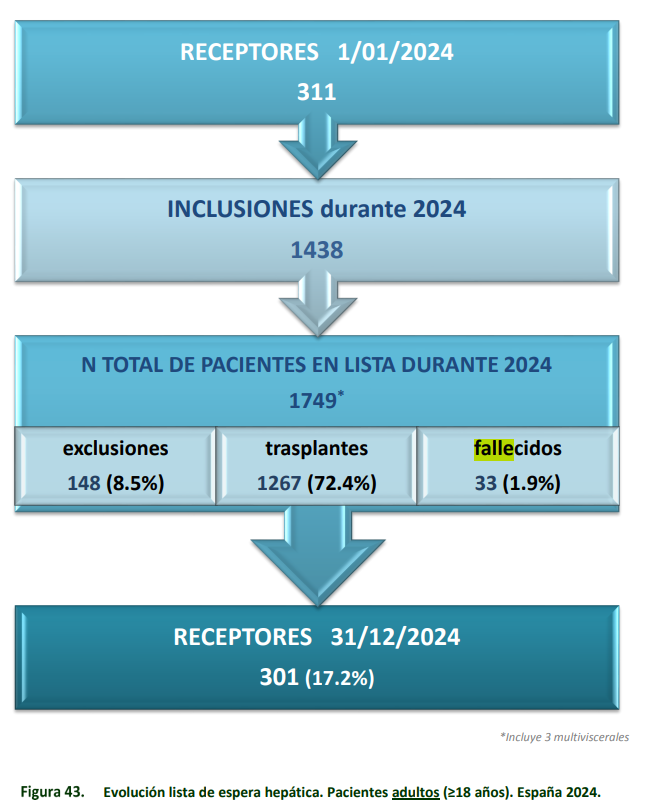 RECEPTORES 1/01/2024
311
INCLUSIONES durante 2024
1438
N TOTAL DE PACIENTES EN LISTA DURANTE 2024
1749*
exclusiones trasplantes fallecidos
148 (8.5%) 1267 (72.4%) 33 (1.9%)
RECEPTORES 31/12/2024
301 (17.2%)
*Incluye 3 multiviscerales
Figura 43. Evolución lista de espera hepática. Pacientes adultos (≥18 años). España 2024.